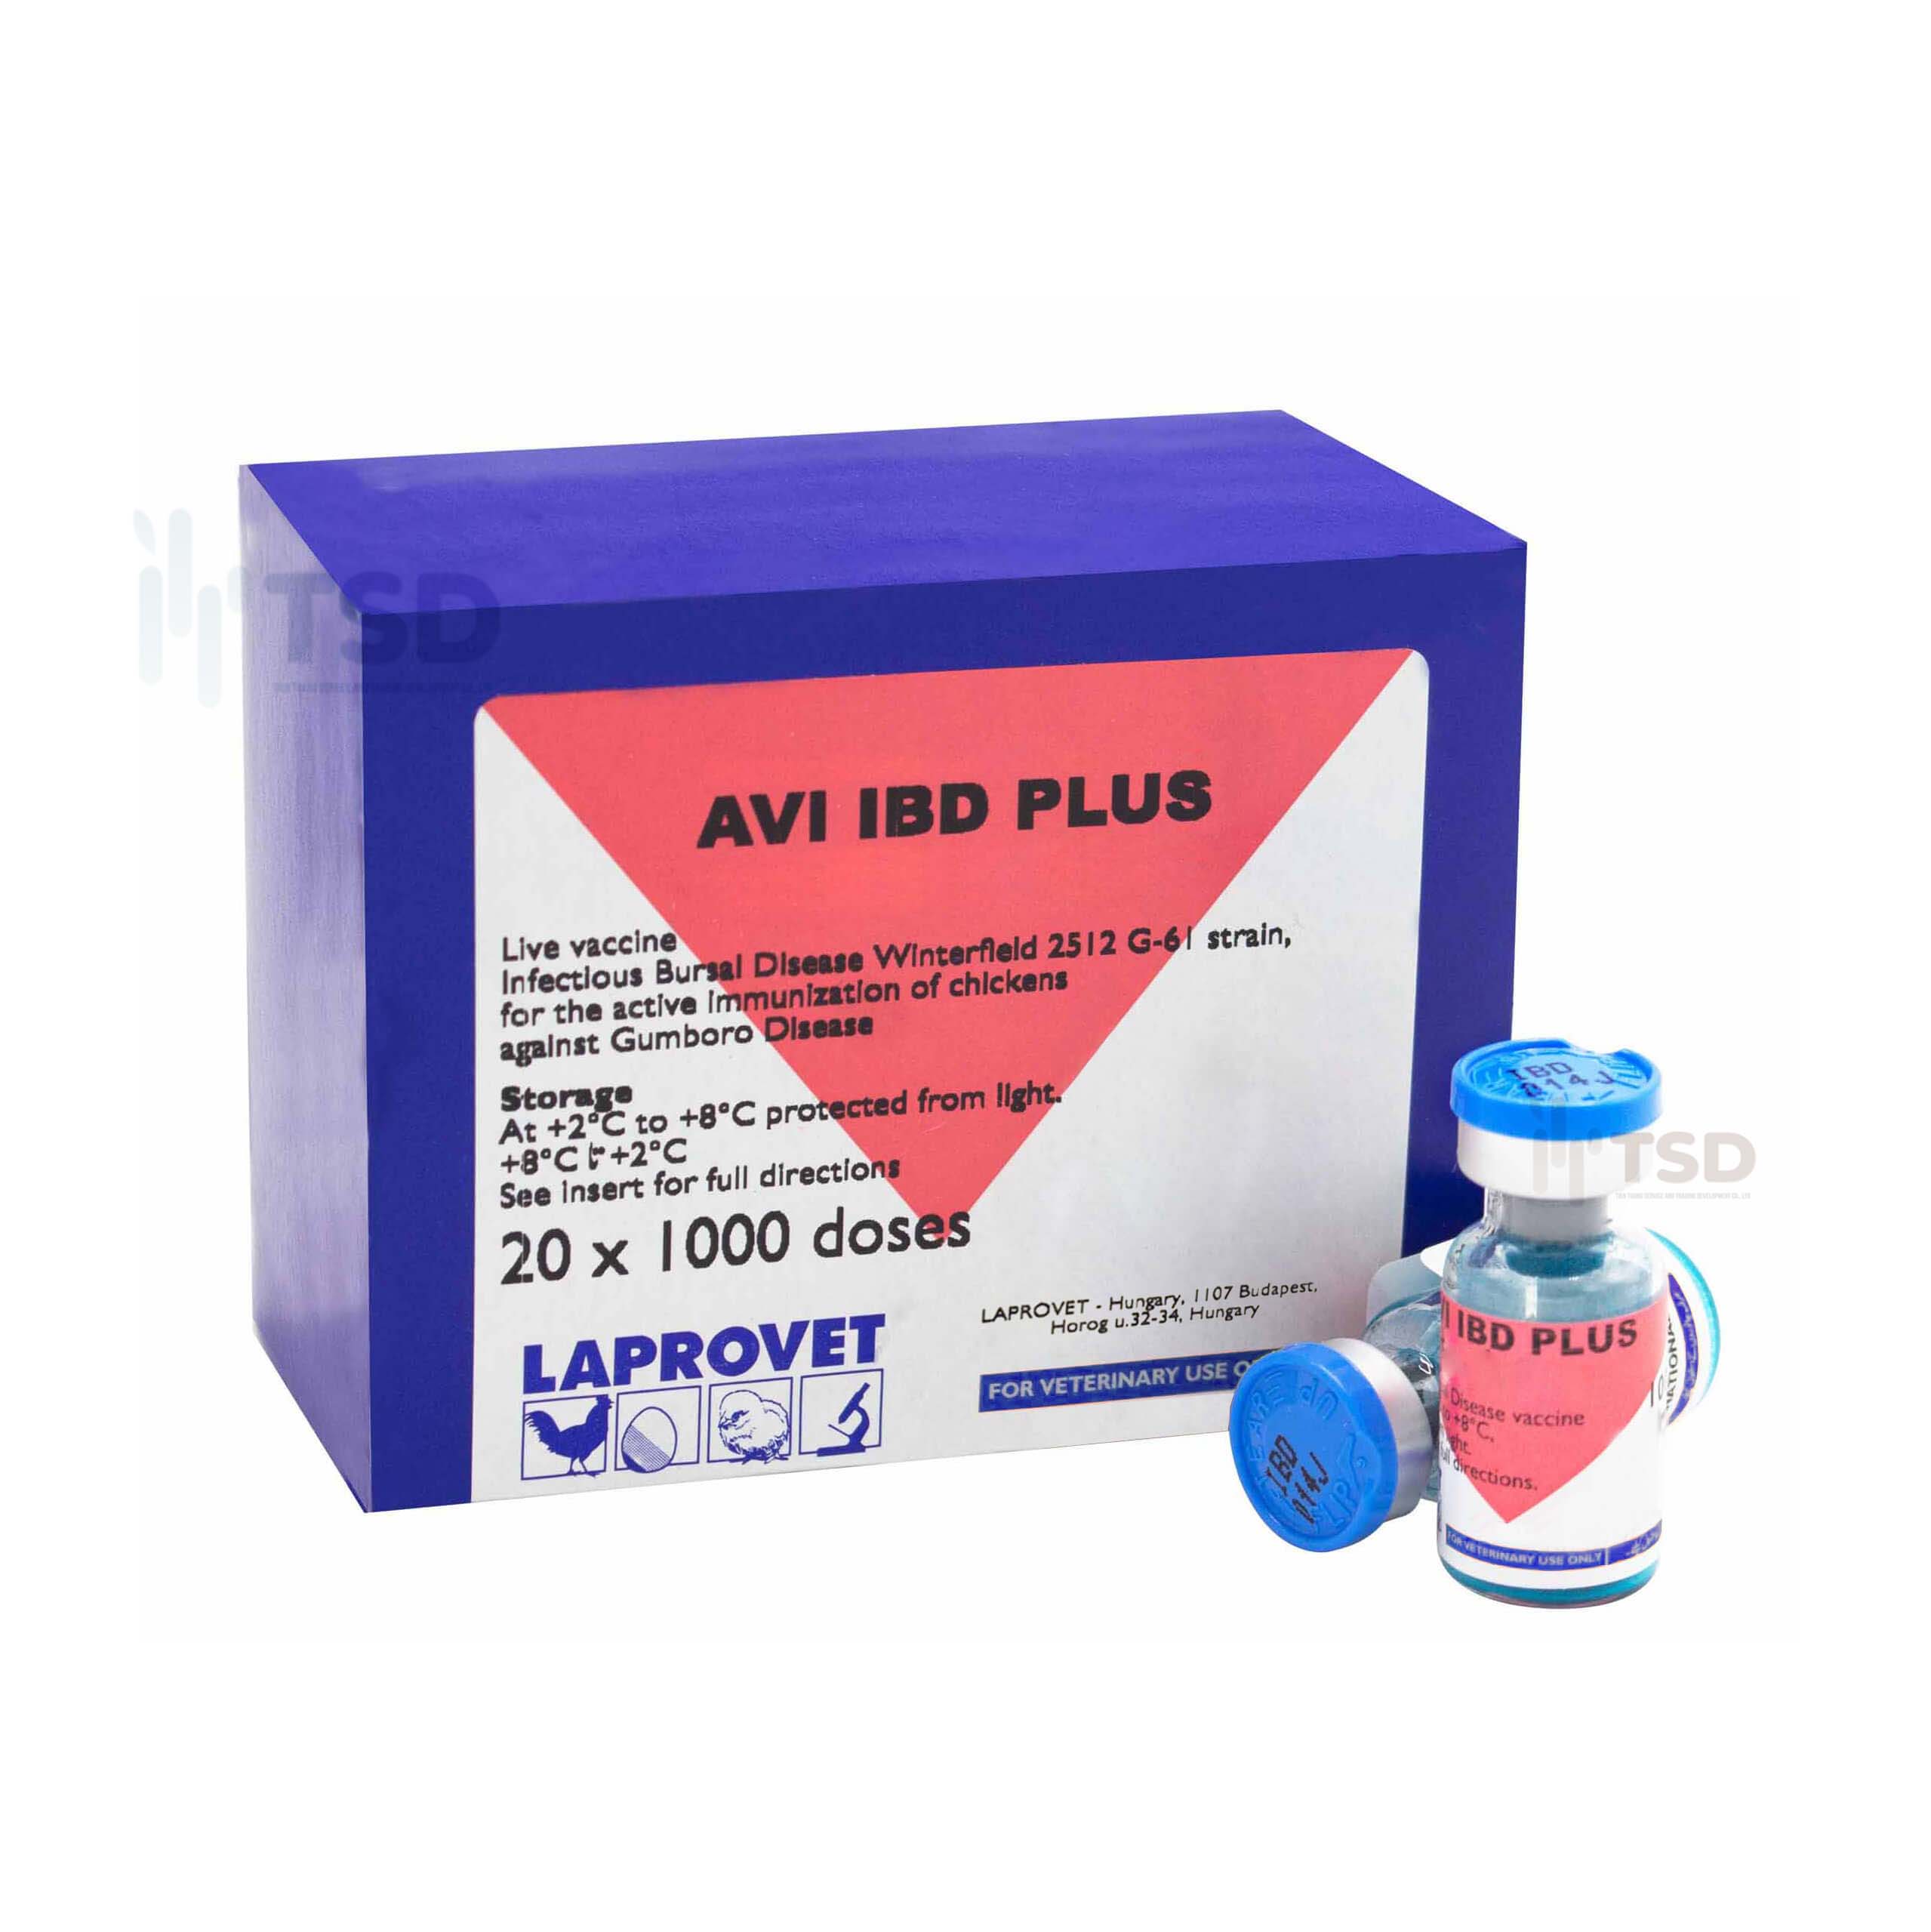 TSD
AVI IBD PLUS
Live vaccine
Infectious Bursal Disease Winterfield 2512 G-61 strain,
for the active immunization of chickens
against Gumboro Disease
Storage
At +2°C to +8°C protected from light.
+8°C +2°C
See insert for full directions
20 x 1000 doses
LAPROVET - Hungary, 1107 Budapest,
Horog u.32-34, Hungary
LAPROVET
FOR VETERINARY USE
IBD
TSD
IBD PLUS
Disease vaccine
+8°C.
directions.
FOR VETERINARY USE ONLY
IBD